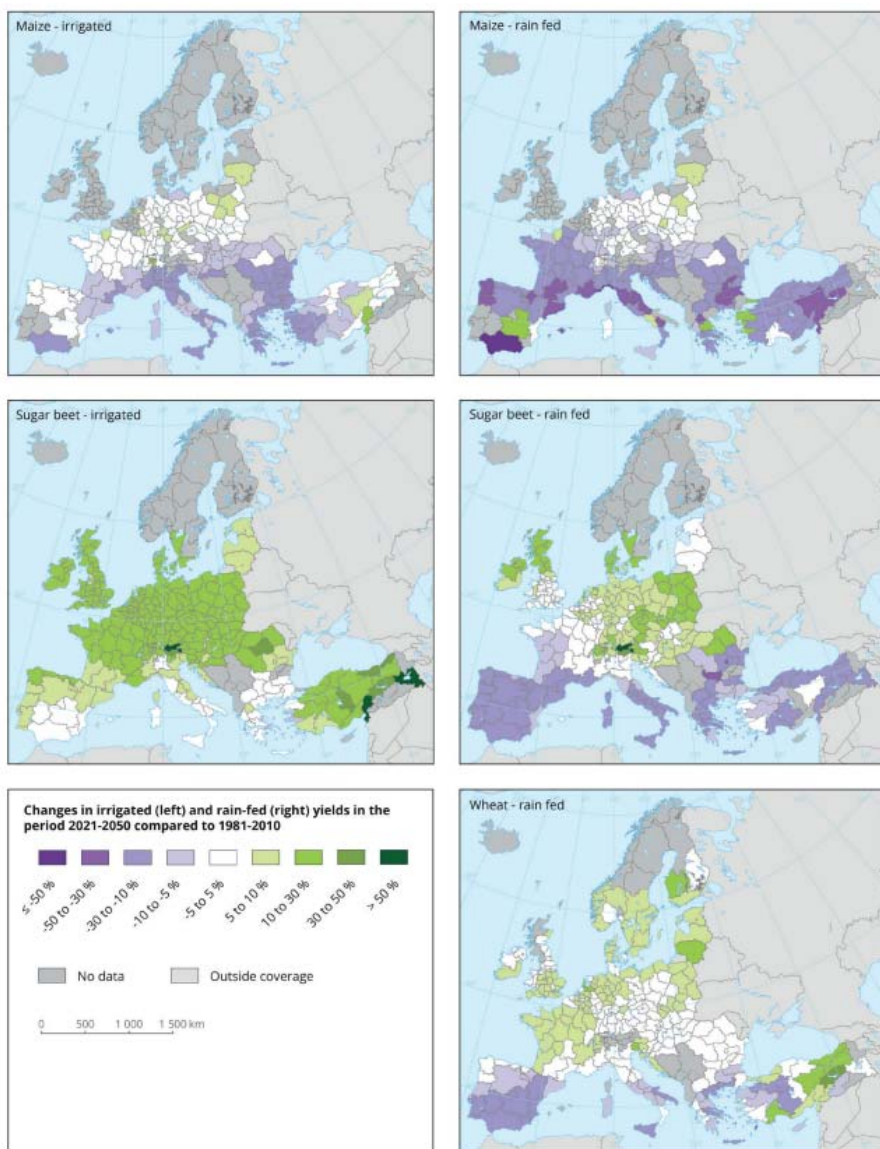 Maize - irrigated
Maize - rain fed
Sugar beet - irrigated
Sugar beet - rain fed
Changes in irrigated (left) and rain-fed (right) yields in the
period 2021-2050 compared to 1981-2010
≤ -50 %
-50 to -30 %
-30 to -10 %
-10 to -5 %
-5 to 5 %
5 to 10 %
10 to 30 %
30 to 50 %
> 50 %
No data
Outside coverage
0 500 1 000 1 500 km
Wheat - rain fed